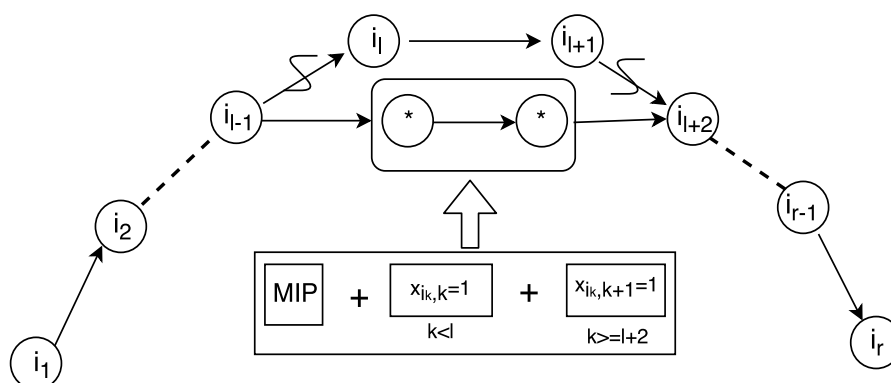 i_l
i_{l+1}
i_{l-1}
*
*
i_{l+2}
i_2
i_{r-1}
MIP
+
x_{i_k,k}=1
+
x_{i_k,k+1}=1
k<l
k>=l+2
i_1
i_r